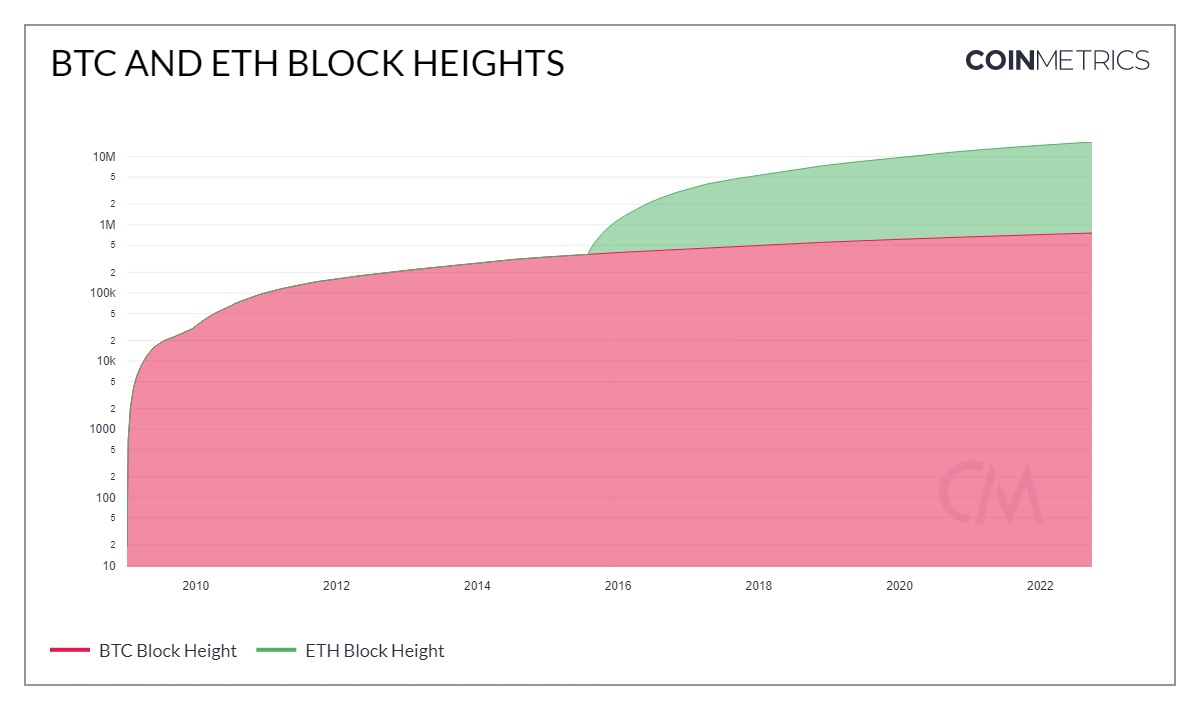 BTC AND ETH BLOCK HEIGHTS
COINMETRICS
10M
5
2
1M
5
2
100k
5
2
10k
5
2
1000
5
2
100
5
2
10
2010 2012 2014 2016 2018 2020 2022
CM
BTC Block Height ETH Block Height